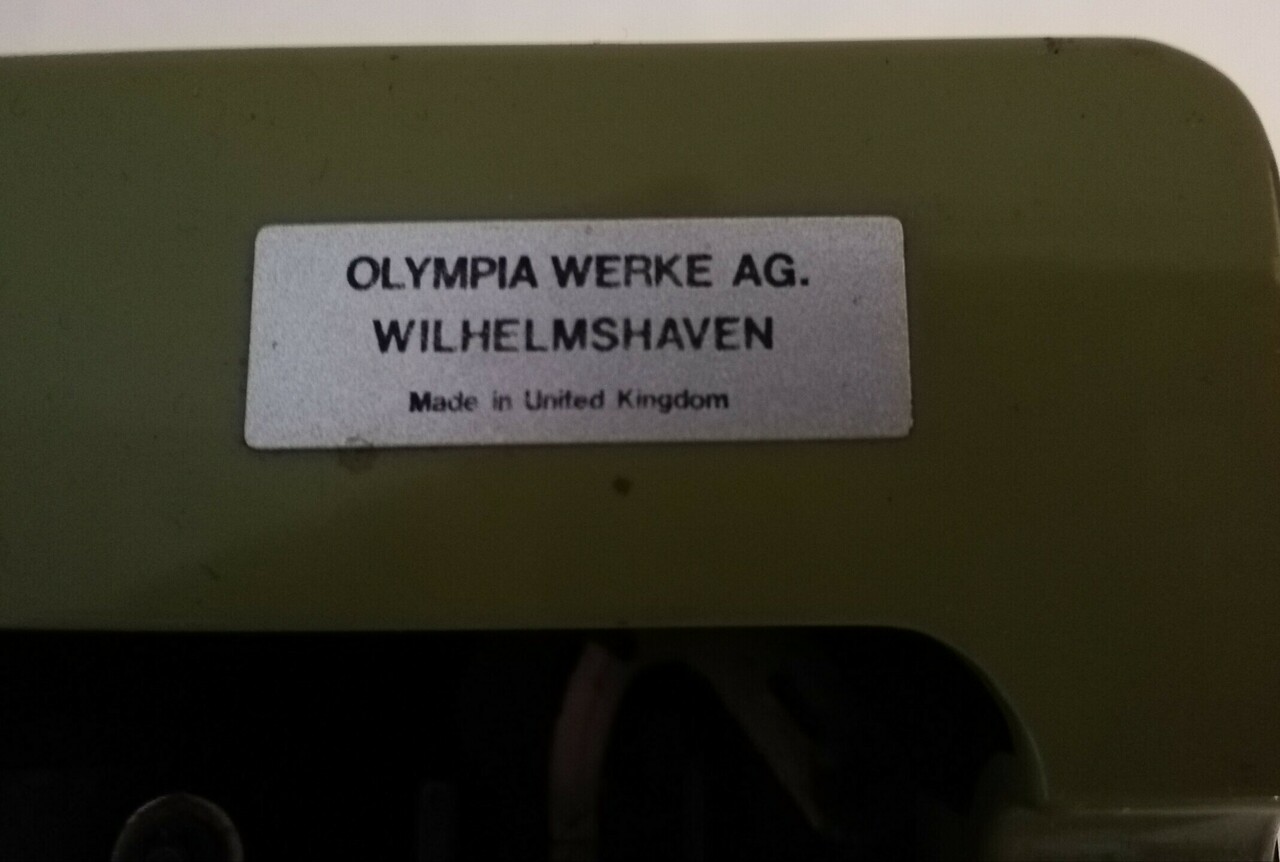 OLYMPIA WERKE AG.
WILHELMSHAVEN
Made in United Kingdom